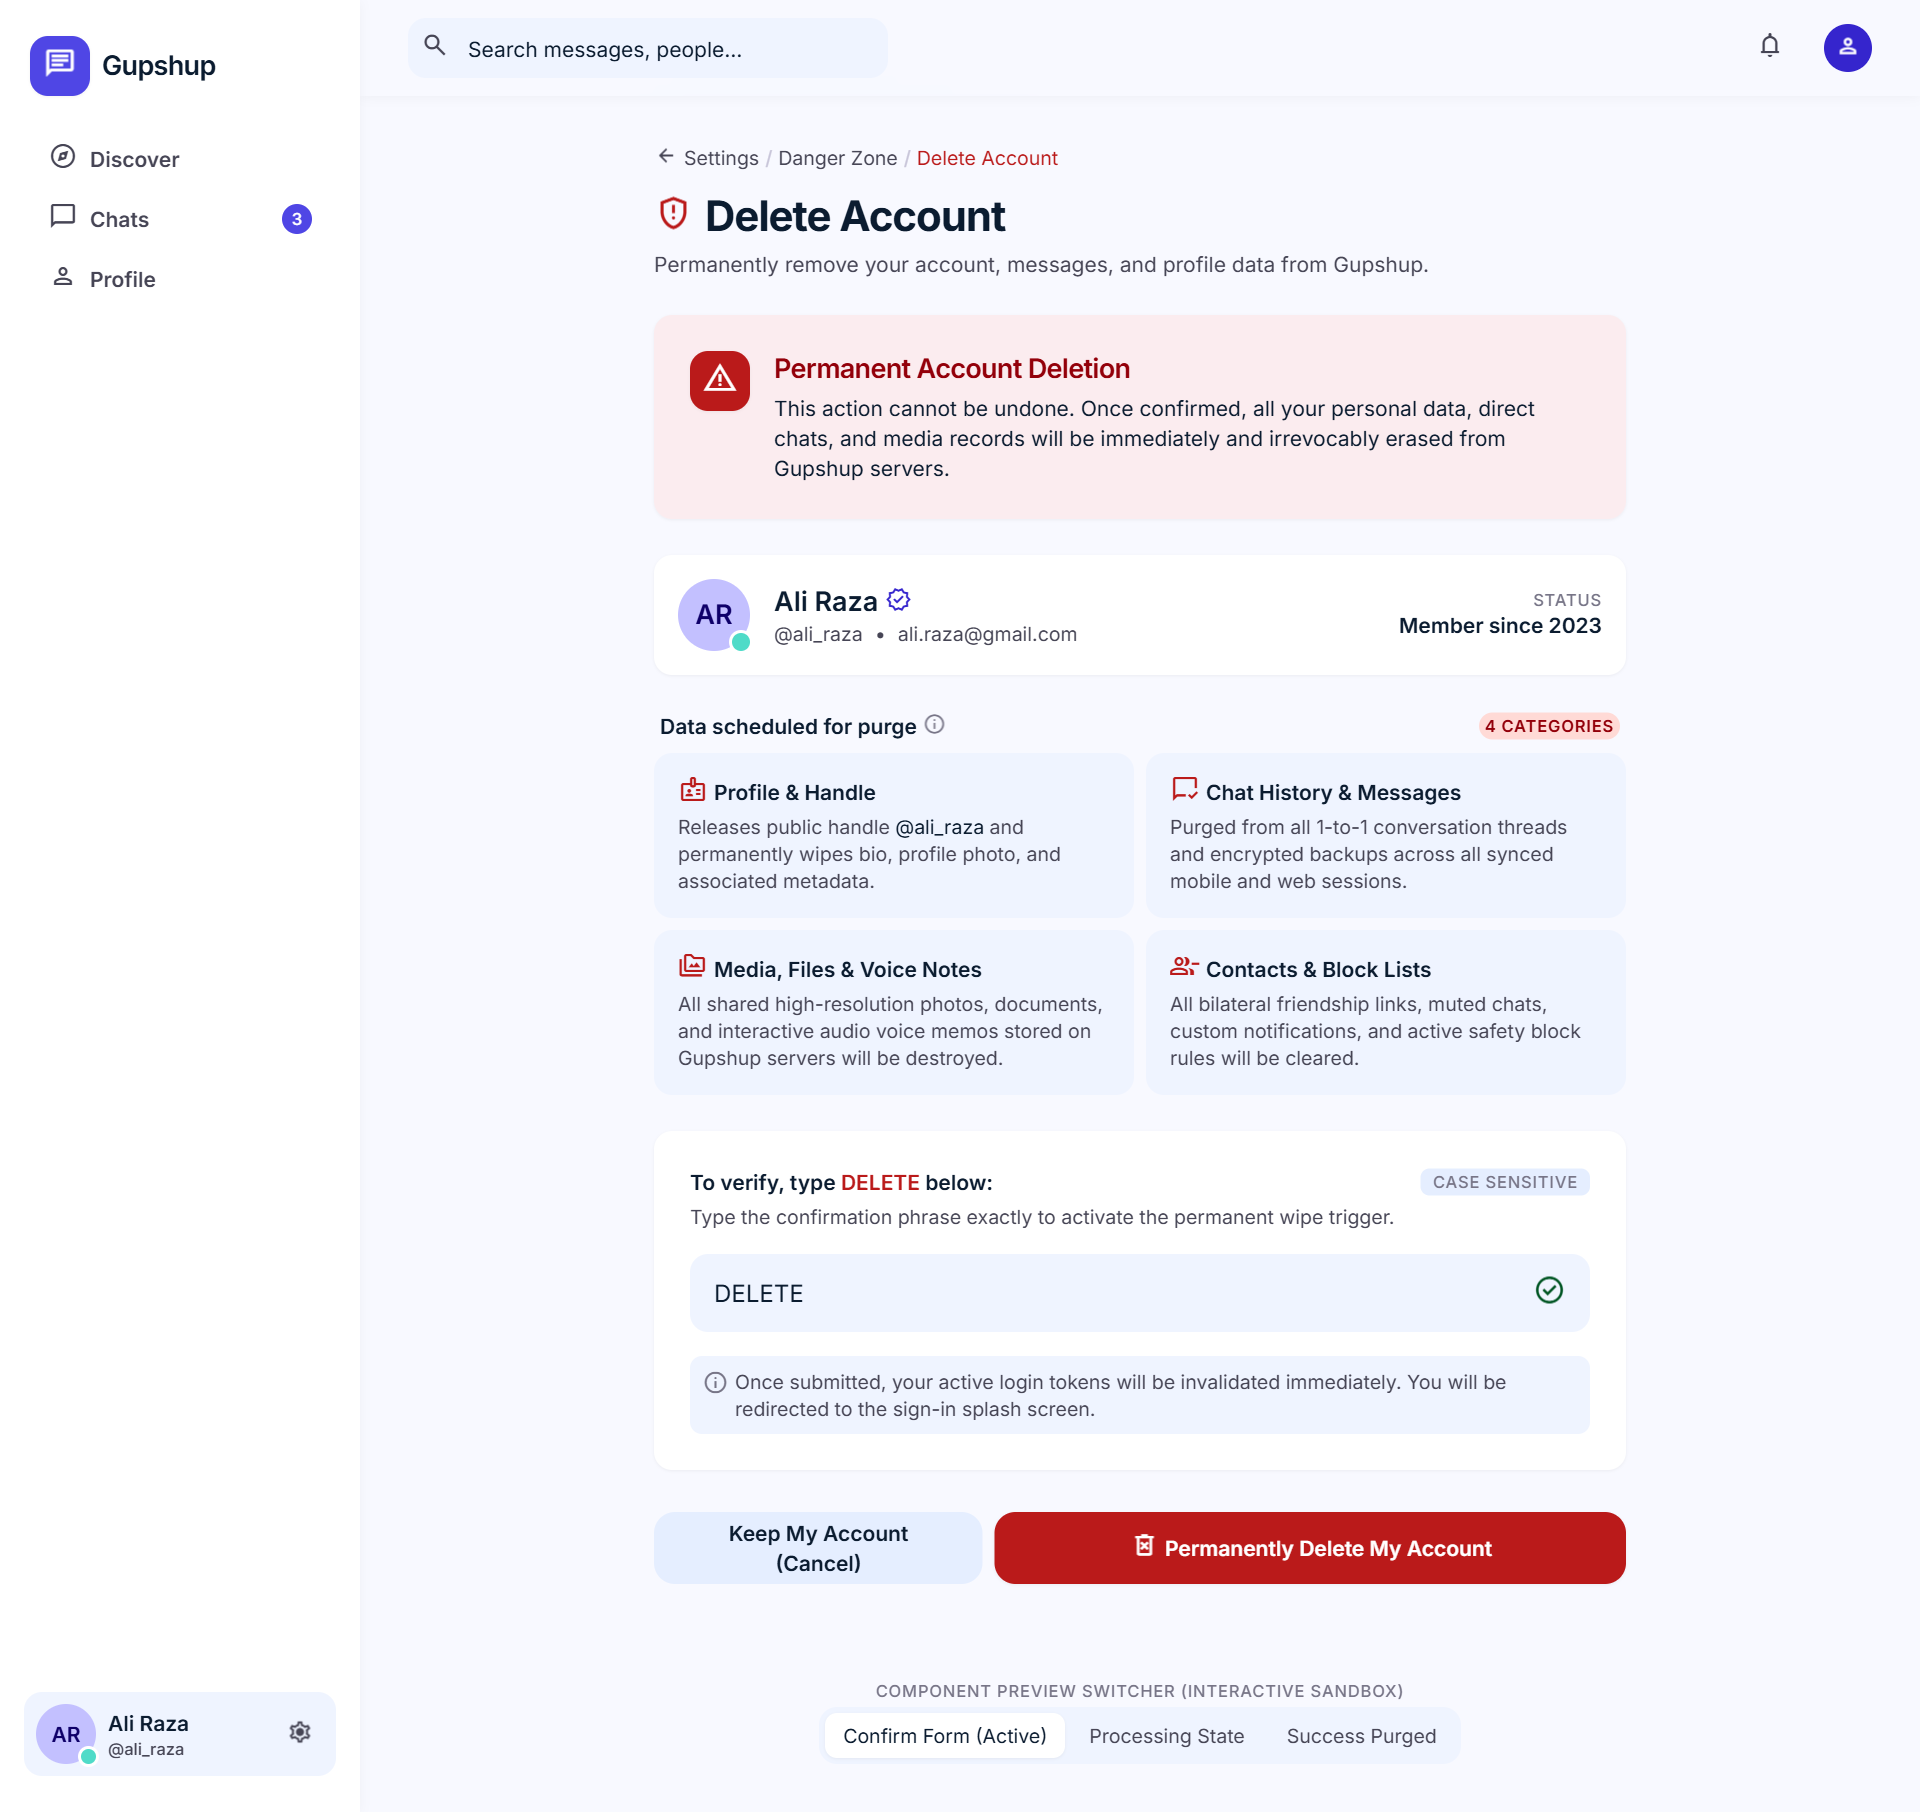 Gupshup
Search messages, people...
Discover
Chats
3
Profile
Settings / Danger Zone / Delete Account
Delete Account
Permanently remove your account, messages, and profile data from Gupshup.
Permanent Account Deletion
This action cannot be undone. Once confirmed, all your personal data, direct
chats, and media records will be immediately and irrevocably erased from
Gupshup servers.
AR
Ali Raza
@ali_raza • ali.raza@gmail.com
STATUS
Member since 2023
Data scheduled for purge
4 CATEGORIES
Profile & Handle
Releases public handle @ali_raza and
permanently wipes bio, profile photo, and
associated metadata.
Chat History & Messages
Purged from all 1-to-1 conversation threads
and encrypted backups across all synced
mobile and web sessions.
Media, Files & Voice Notes
All shared high-resolution photos, documents,
and interactive audio voice memos stored on
Gupshup servers will be destroyed.
Contacts & Block Lists
All bilateral friendship links, muted chats,
custom notifications, and active safety block
rules will be cleared.
To verify, type DELETE below:
CASE SENSITIVE
Type the confirmation phrase exactly to activate the permanent wipe trigger.
DELETE
Once submitted, your active login tokens will be invalidated immediately. You will be
redirected to the sign-in splash screen.
Keep My Account
(Cancel)
Permanently Delete My Account
COMPONENT PREVIEW SWITCHER (INTERACTIVE SANDBOX)
Confirm Form (Active)
Processing State
Success Purged
AR
Ali Raza
@ali_raza